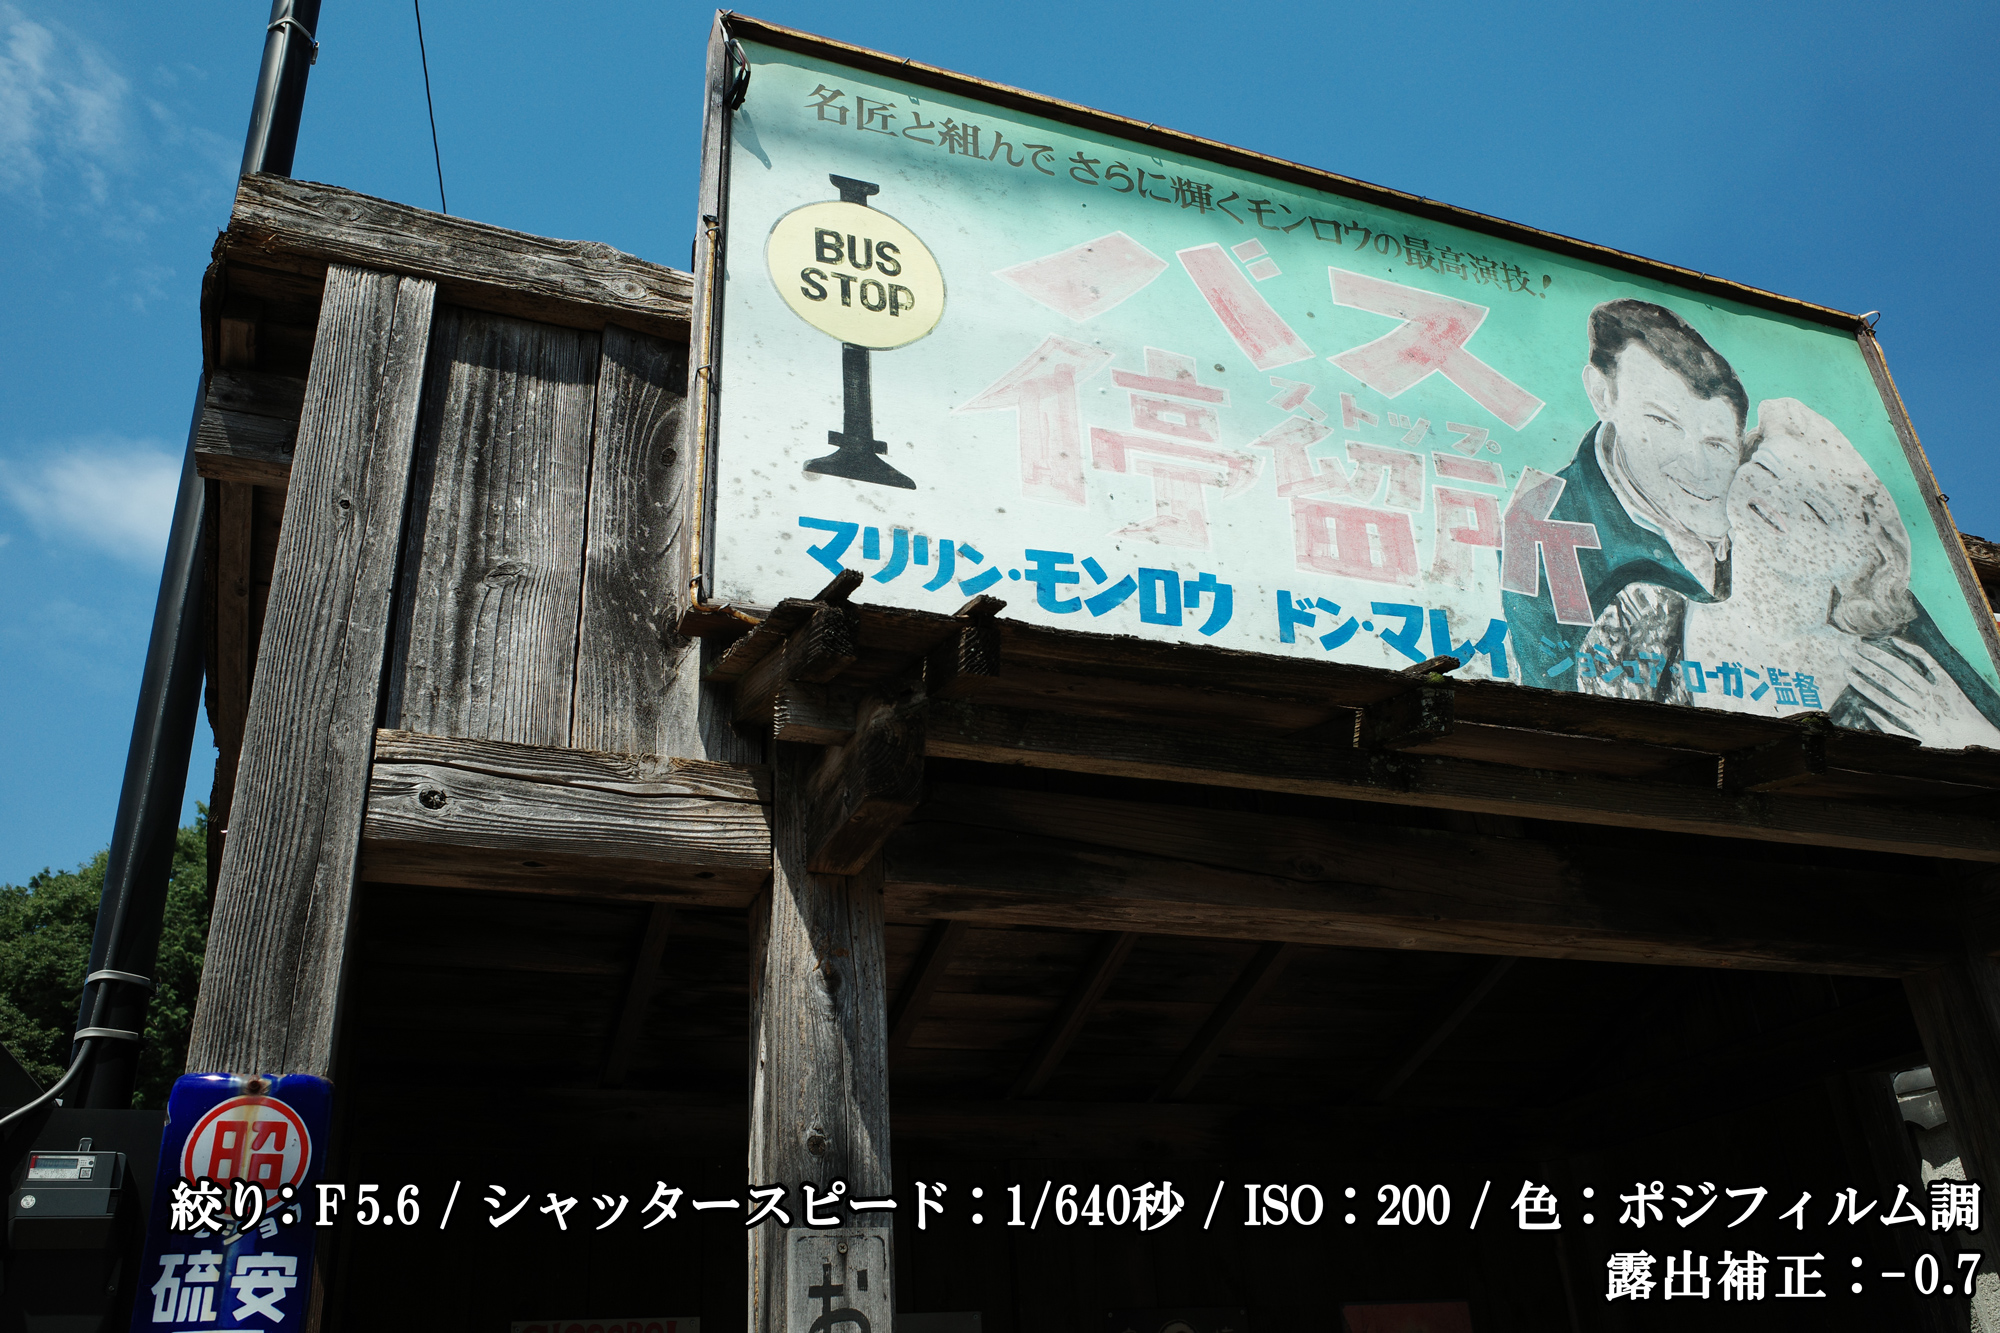 名匠と組んでさらに輝くモンロウの最高演技!
BUS
STOP
バス
ストップ
停留所
マリリン・モンロウ ドン・マレイ
ジョシュア・ローガン監督
昭
硫安
お
絞り:F5.6 / シャッタースピード:1/640秒 / ISO:200 / 色:ポジフィルム調
露出補正:-0.7